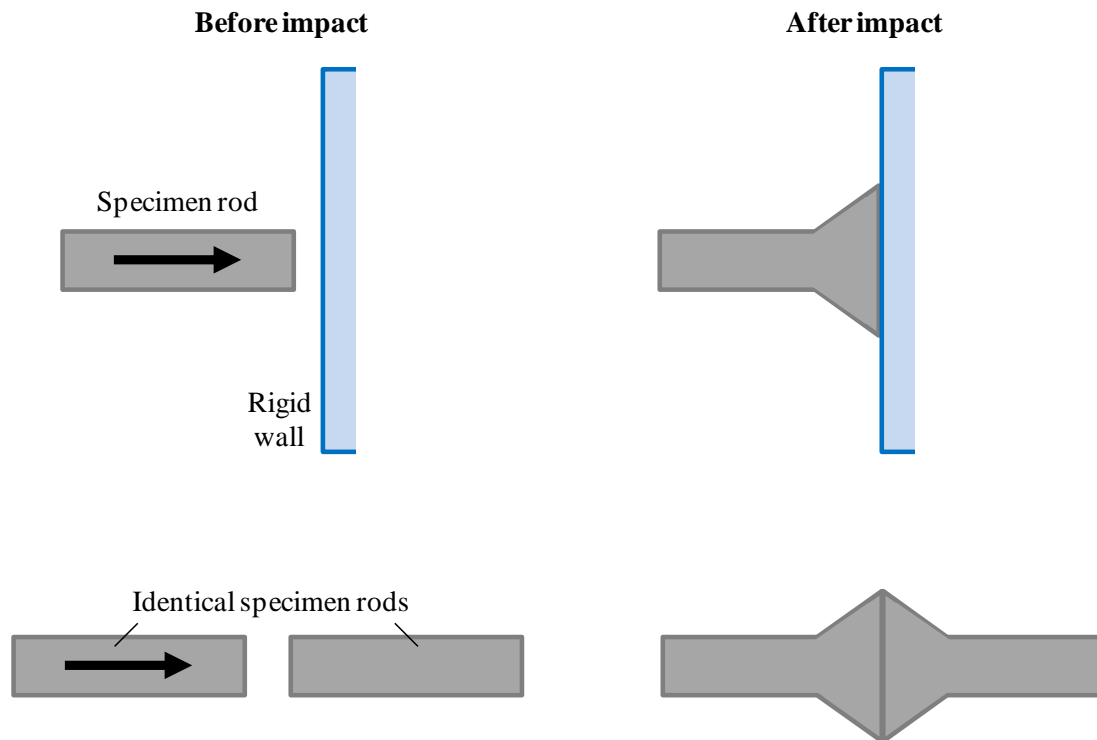 Before impact
After impact
Specimen rod
Rigid
wall
Identical specimen rods